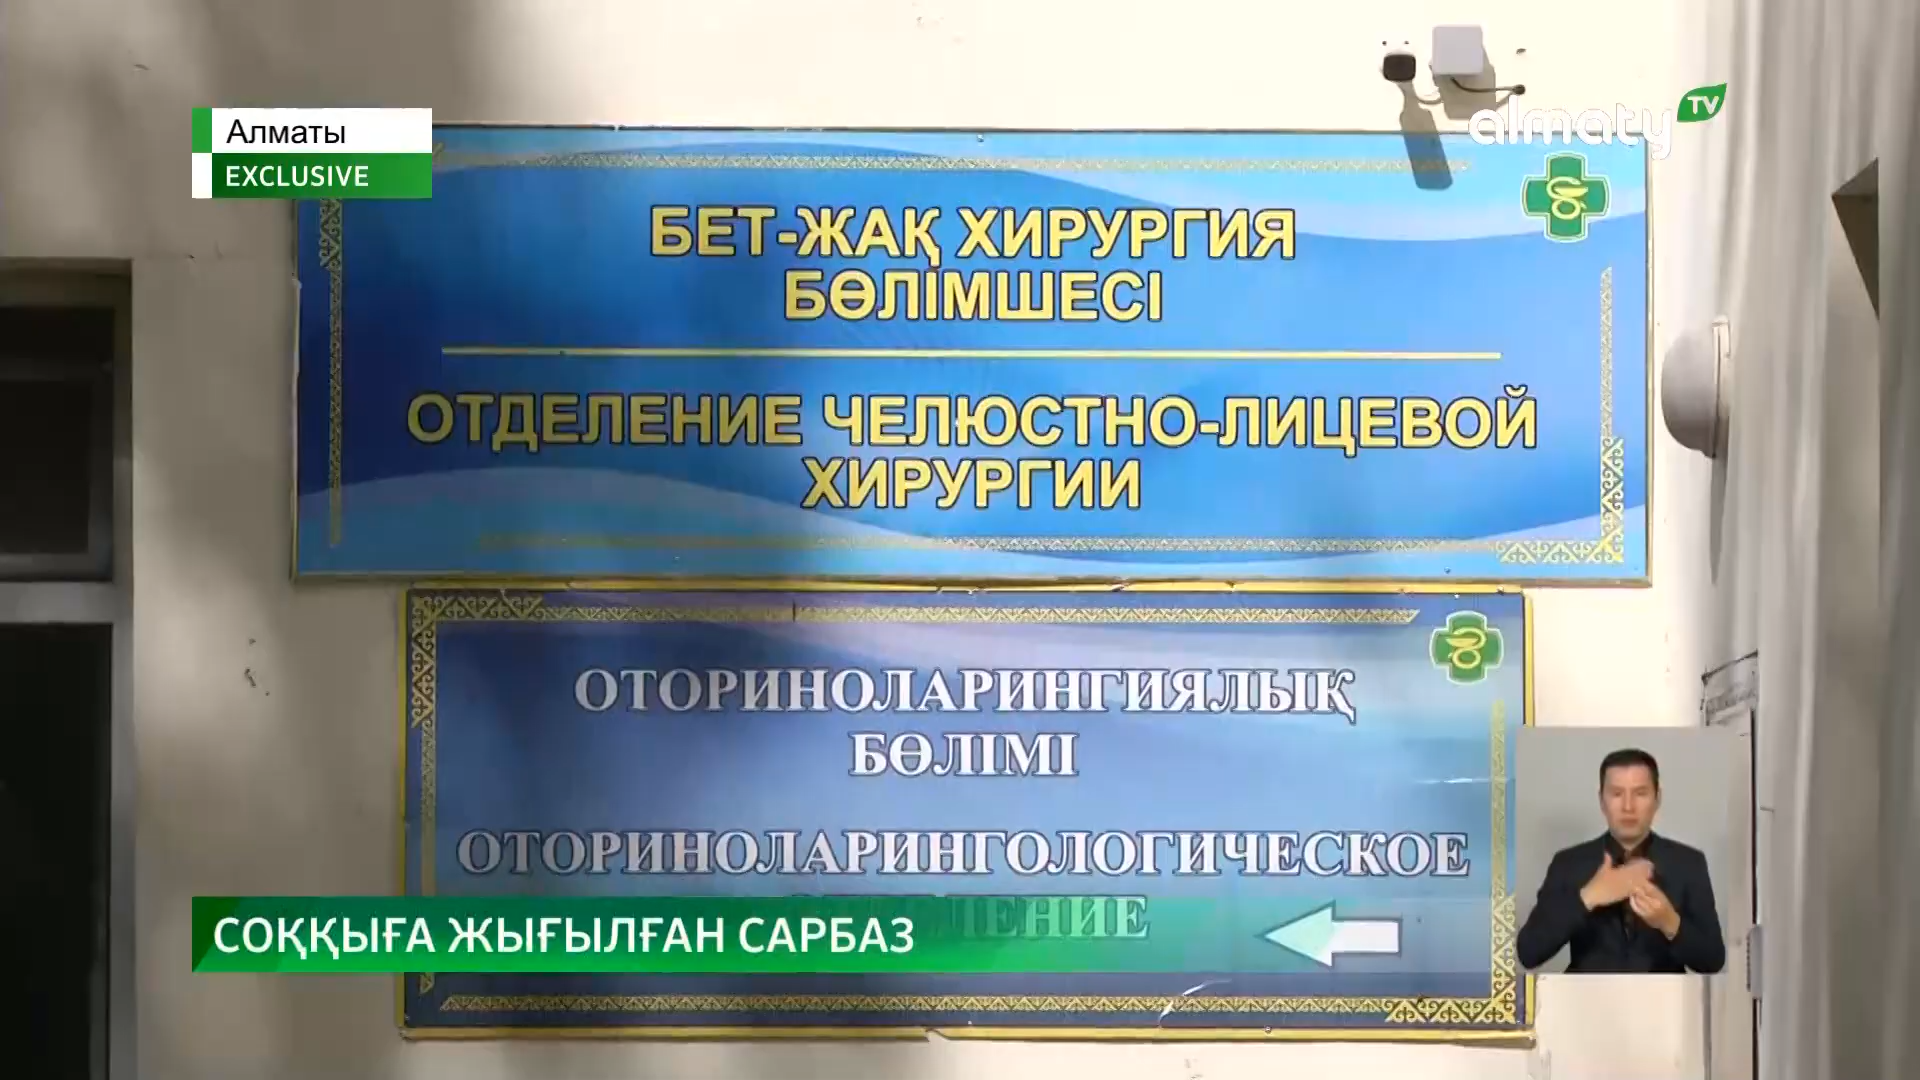 almaty TV
Алматы
EXCLUSIVE
БЕТ-ЖАҚ ХИРУРГИЯ
БӨЛІМШЕСІ
ОТДЕЛЕНИЕ ЧЕЛЮСТНО-ЛИЦЕВОЙ
ХИРУРГИИ
ОТОРИНОЛАРИНГИЯЛЫҚ
БӨЛІМІ
ОТОРИНОЛАРИНГОЛОГИЧЕСКОЕ
СОҚҚЫҒА ЖЫҒЫЛҒАН САРБАЗ